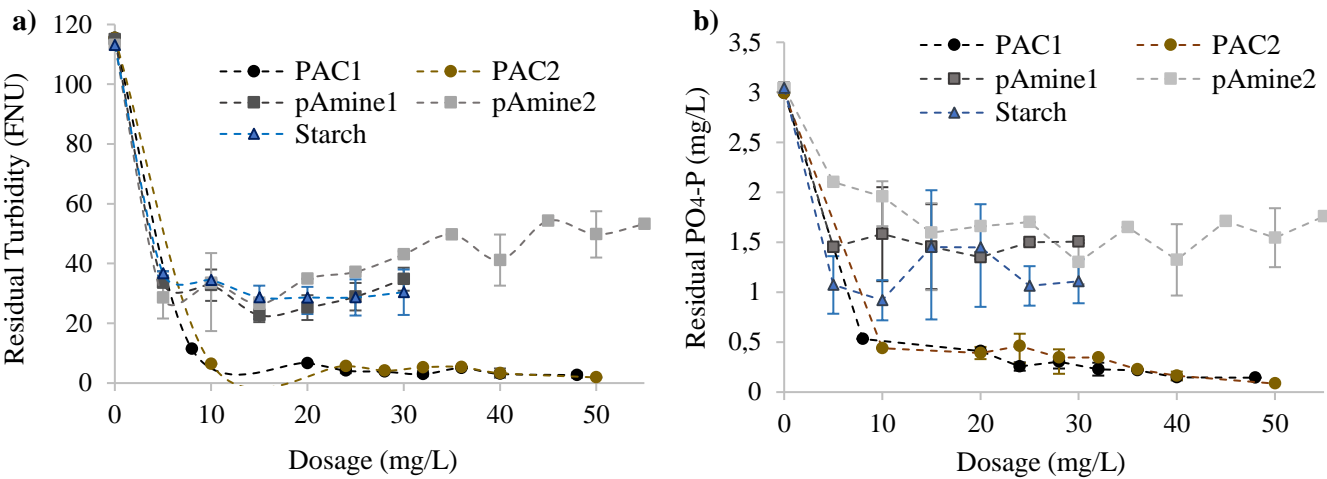 a)
Residual Turbidity (FNU)
120
100
80
60
40
20
0
PAC1
PAC2
pAmine1
pAmine2
Starch
0
10
20
30
40
50
Dosage (mg/L)
b)
Residual PO4-P (mg/L)
3,5
3
2,5
2
1,5
1
0,5
0
PAC1
PAC2
pAmine1
pAmine2
Starch
0
10
20
30
40
50
Dosage (mg/L)